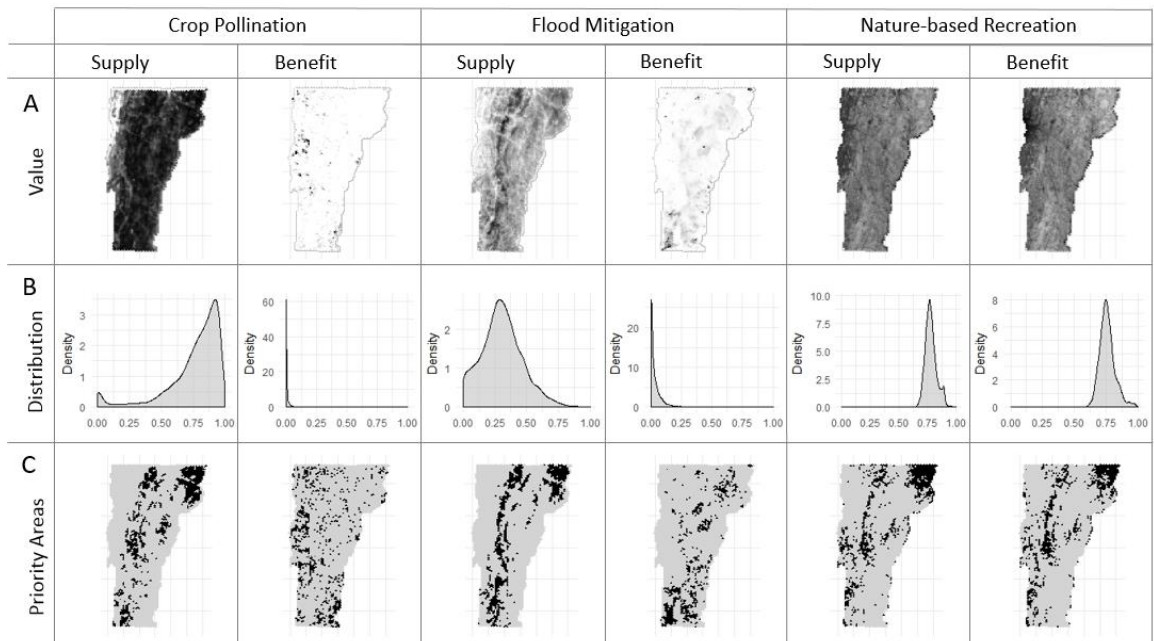 Crop Pollination Flood Mitigation Nature-based Recreation
Supply Benefit Supply Benefit Supply Benefit
A
Value
B
Distribution
Density
3
2
1
0
0.00 0.25 0.50 0.75 1.00
Density
60
40
20
0
0.00 0.25 0.50 0.75 1.00
Density
2
1
0
0.00 0.25 0.50 0.75 1.00
Density
20
10
0
0.00 0.25 0.50 0.75 1.00
Density
10.0
7.5
5.0
2.5
0.0
0.00 0.25 0.50 0.75 1.00
Density
8
6
4
2
0
0.00 0.25 0.50 0.75 1.00
C
Priority Areas